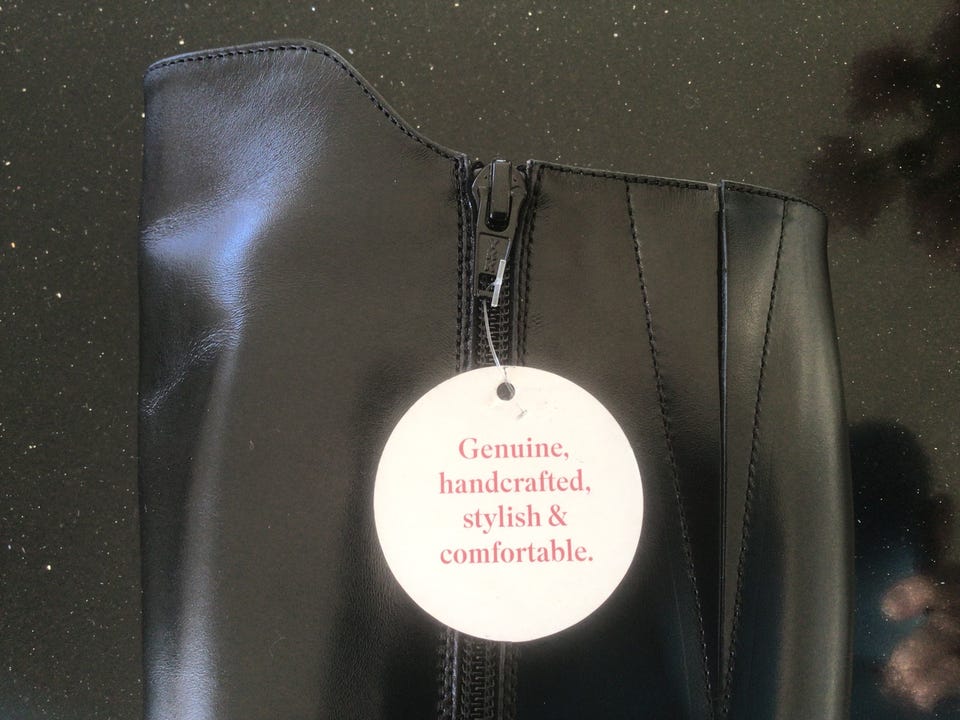 Genuine,
handcrafted,
stylish &
comfortable.